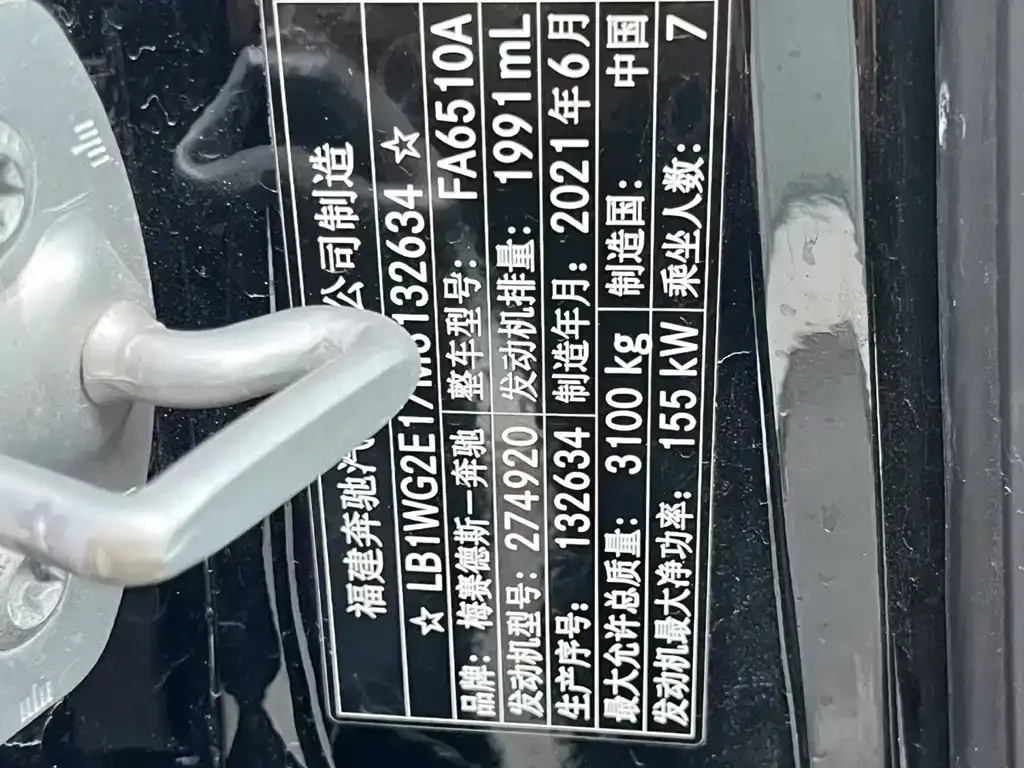 福建奔驰汽 公司制造
☆ LB1WG2E17M8132634 ☆
品牌: 梅赛德斯一奔驰 整车型号: FA6510A
发动机型号: 274920 发动机排量: 1991mL
生产序号: 132634 制造年月: 2021年6月
最大允许总质量: 3100 kg 制造国: 中国
发动机最大净功率: 155 kW 乘坐人数: 7